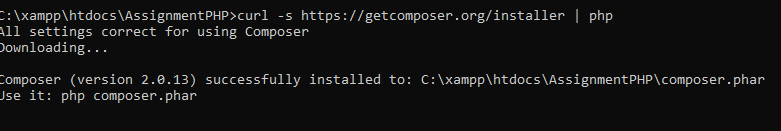 C:\xampp\htdocs\AssignmentPHP>curl -s https://getcomposer.org/installer | php
All settings correct for using Composer
Downloading...
Composer (version 2.0.13) successfully installed to: C:\xampp\htdocs\AssignmentPHP\composer.phar
Use it: php composer.phar